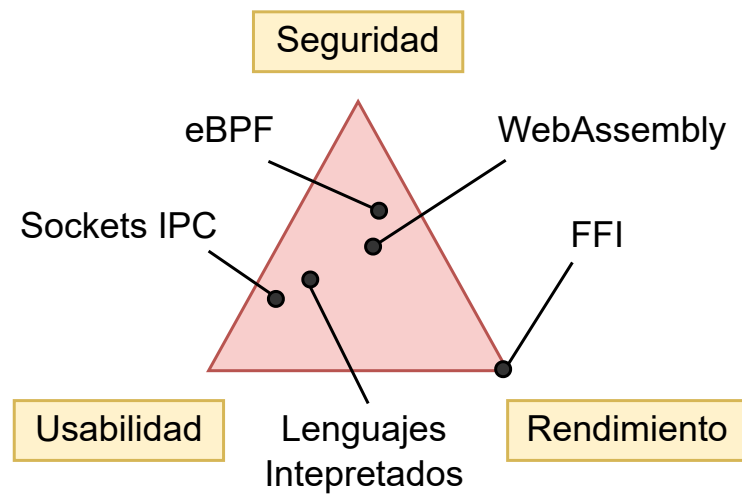 Seguridad
eBPF
WebAssembly
Sockets IPC
FFI
Usabilidad
Lenguajes
Intepretados
Rendimiento